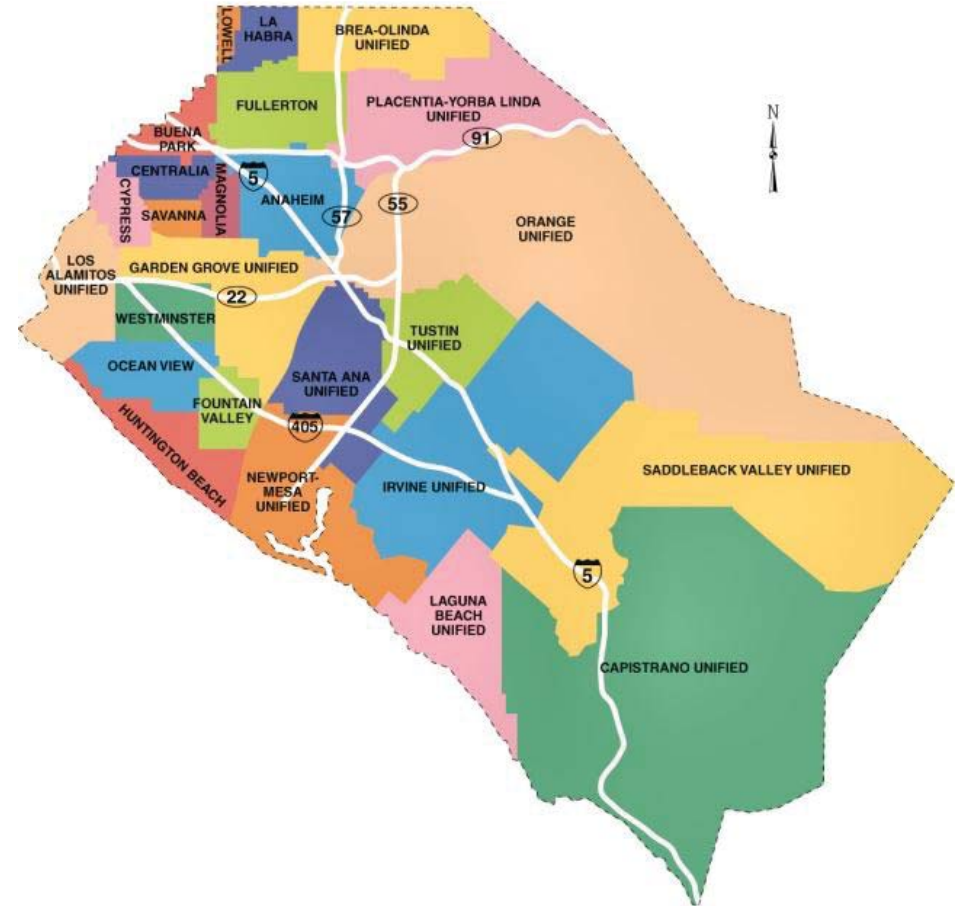 LOWELL
LA
HABRA
BREA-OLINDA
UNIFIED
FULLERTON
PLACENTIA-YORBA LINDA
UNIFIED
N
91
BUENA
PARK
CENTRALIA
5
MAGNOLIA
ANAHEIM
CYPRESS
SAVANNA
57
55
ORANGE
UNIFIED
LOS
ALAMITOS
UNIFIED
GARDEN GROVE UNIFIED
22
WESTMINSTER
TUSTIN
UNIFIED
OCEAN VIEW
SANTA ANA
UNIFIED
FOUNTAIN
VALLEY
405
HUNTINGTON BEACH
NEWPORT-
MESA
UNIFIED
IRVINE UNIFIED
SADDLEBACK VALLEY UNIFIED
5
LAGUNA
BEACH
UNIFIED
CAPISTRANO UNIFIED